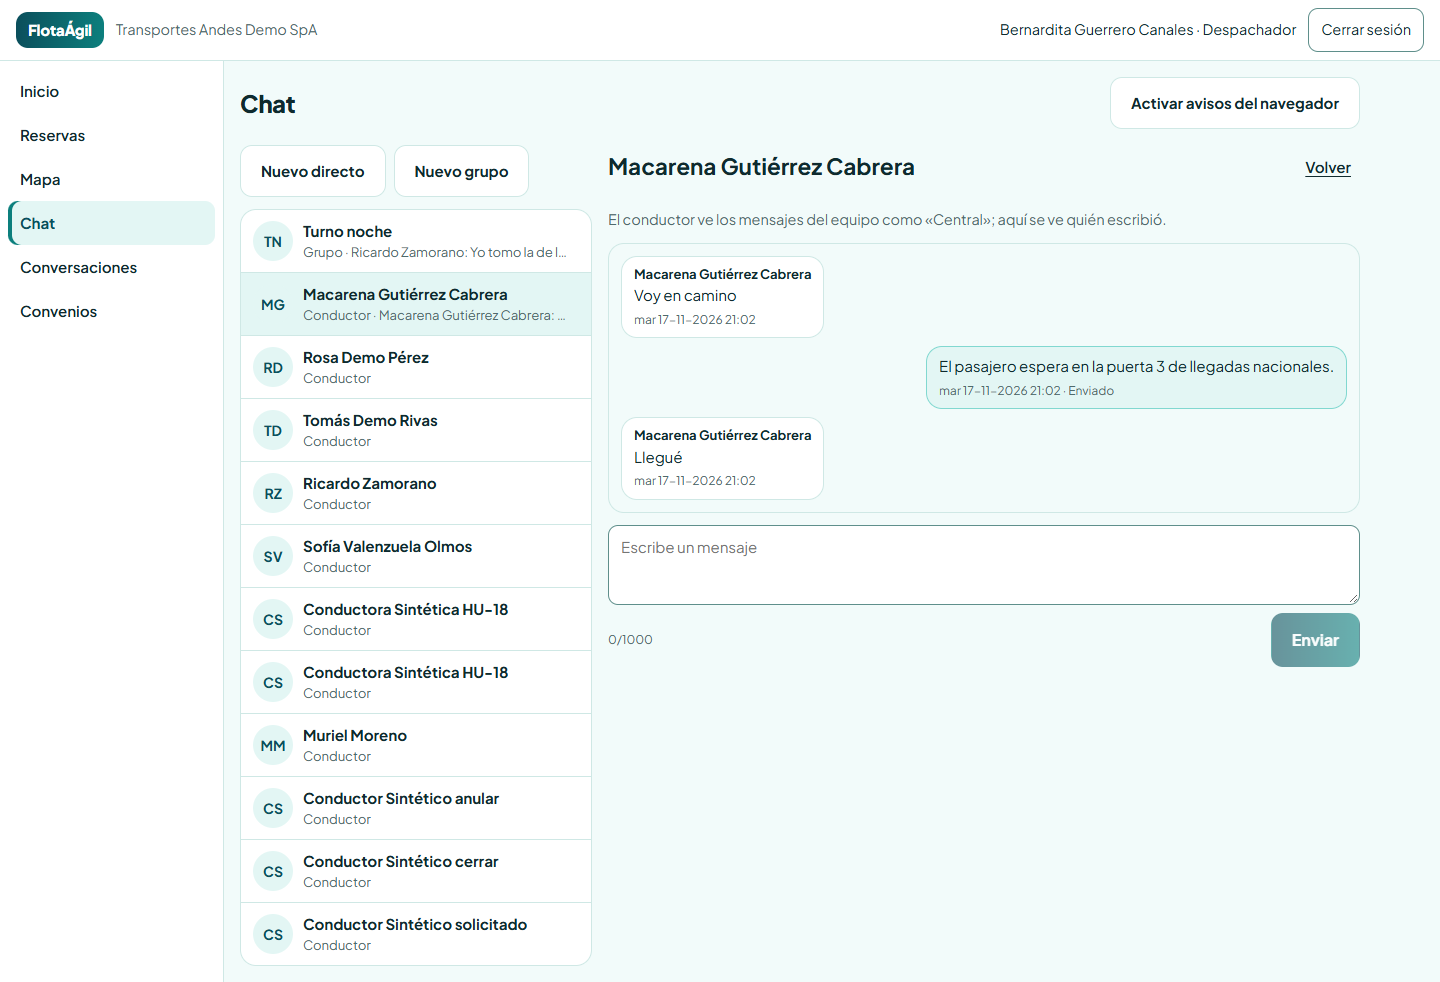 FlotaÁgil
Transportes Andes Demo SpA
Bernardita Guerrero Canales · Despachador
Cerrar sesión
Inicio
Reservas
Mapa
Chat
Conversaciones
Convenios
Chat
Activar avisos del navegador
Nuevo directo
Nuevo grupo
TN
Turno noche
Grupo · Ricardo Zamorano: Yo tomo la de l…
MG
Macarena Gutiérrez Cabrera
Conductor · Macarena Gutiérrez Cabrera: …
RD
Rosa Demo Pérez
Conductor
TD
Tomás Demo Rivas
Conductor
RZ
Ricardo Zamorano
Conductor
SV
Sofía Valenzuela Olmos
Conductor
CS
Conductora Sintética HU-18
Conductor
CS
Conductora Sintética HU-18
Conductor
MM
Muriel Moreno
Conductor
CS
Conductor Sintético anular
Conductor
CS
Conductor Sintético cerrar
Conductor
CS
Conductor Sintético solicitado
Conductor
Macarena Gutiérrez Cabrera
Volver
El conductor ve los mensajes del equipo como «Central»; aquí se ve quién escribió.
Macarena Gutiérrez Cabrera
Voy en camino
mar 17-11-2026 21:02
El pasajero espera en la puerta 3 de llegadas nacionales.
mar 17-11-2026 21:02 · Enviado
Macarena Gutiérrez Cabrera
Llegué
mar 17-11-2026 21:02
Escribe un mensaje
0/1000
Enviar